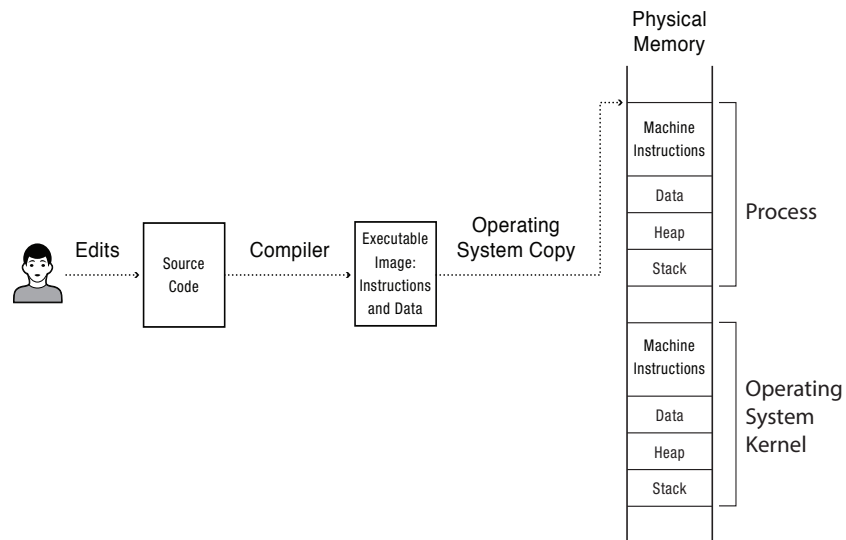 Physical
Memory
Machine
Instructions
Data
Heap
Stack
Process
Edits
Source
Code
Compiler
Executable
Image:
Instructions
and Data
Operating
System Copy
Machine
Instructions
Data
Heap
Stack
Operating
System
Kernel